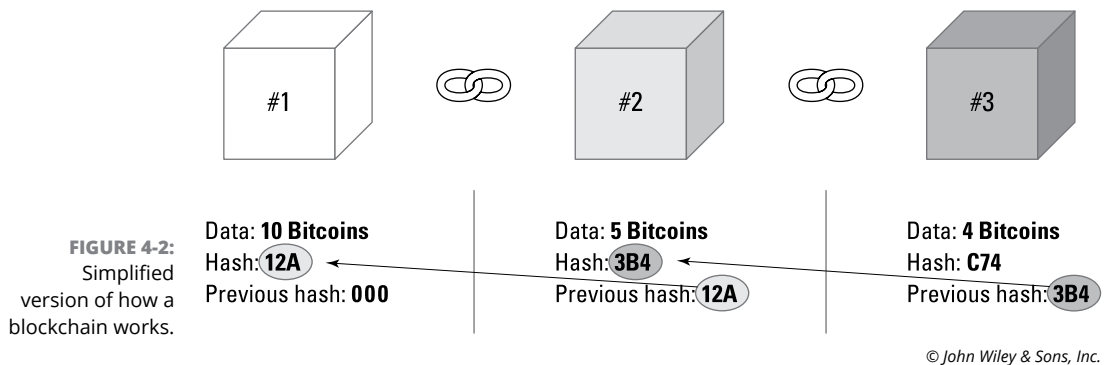 #1
#2
#3
Data: 10 Bitcoins
Hash: 12A
Previous hash: 000
Data: 5 Bitcoins
Hash: 3B4
Previous hash: 12A
Data: 4 Bitcoins
Hash: C74
Previous hash: 3B4
FIGURE 4-2:
Simplified
version of how a
blockchain works.
© John Wiley & Sons, Inc.